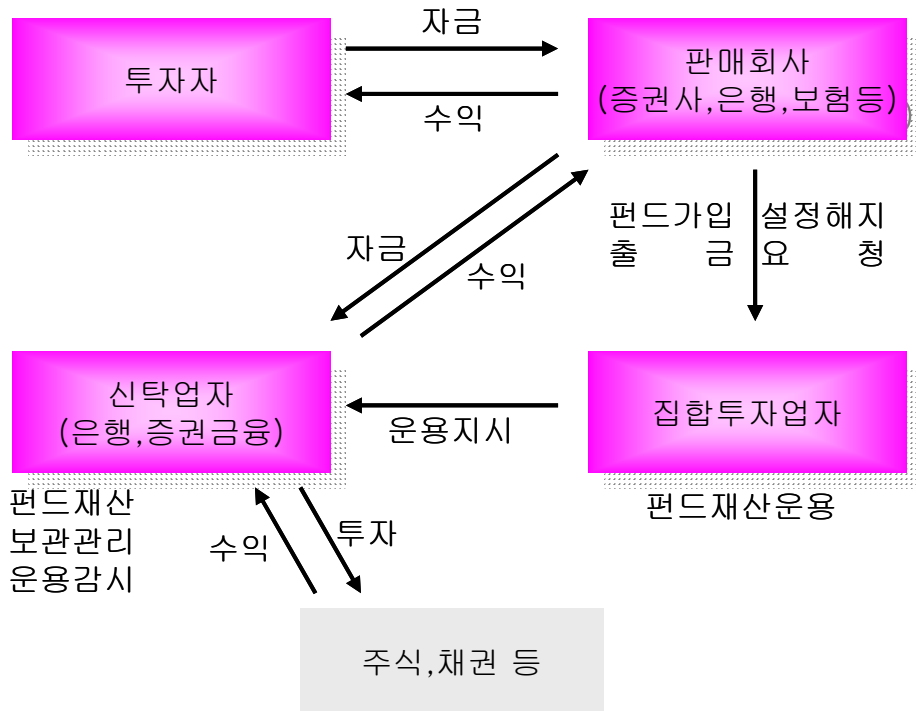 자금
투자자
판매회사
(증권사,은행,보험등)
)
수익
펀드가입
출 금
설정해지
요 청
자금
수익
신탁업자
(은행,증권금융)
운용지시
집합투자업자
펀드재산
보관관리
운용감시
펀드재산운용
수익
투자
주식,채권 등